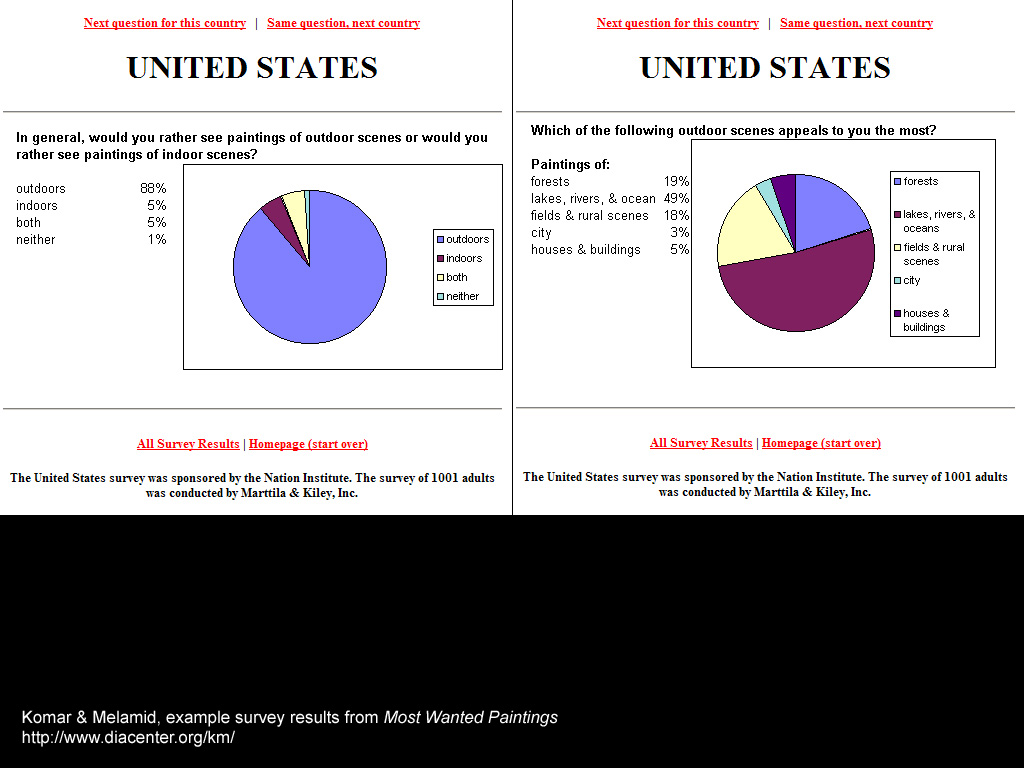 Next question for this country | Same question, next country
UNITED STATES
In general, would you rather see paintings of outdoor scenes or would you
rather see paintings of indoor scenes?
outdoors 88%
indoors 5%
both 5%
neither 1%
outdoors
indoors
both
neither
All Survey Results | Homepage (start over)
The United States survey was sponsored by the Nation Institute. The survey of 1001 adults
was conducted by Marttila & Kiley, Inc.
Next question for this country | Same question, next country
UNITED STATES
Which of the following outdoor scenes appeals to you the most?
Paintings of:
forests 19%
lakes, rivers, & ocean 49%
fields & rural scenes 18%
city 3%
houses & buildings 5%
forests
lakes, rivers, &
oceans
fields & rural
scenes
city
houses &
buildings
All Survey Results | Homepage (start over)
The United States survey was sponsored by the Nation Institute. The survey of 1001 adults
was conducted by Marttila & Kiley, Inc.
Komar & Melamid, example survey results from Most Wanted Paintings
http://www.diacenter.org/km/